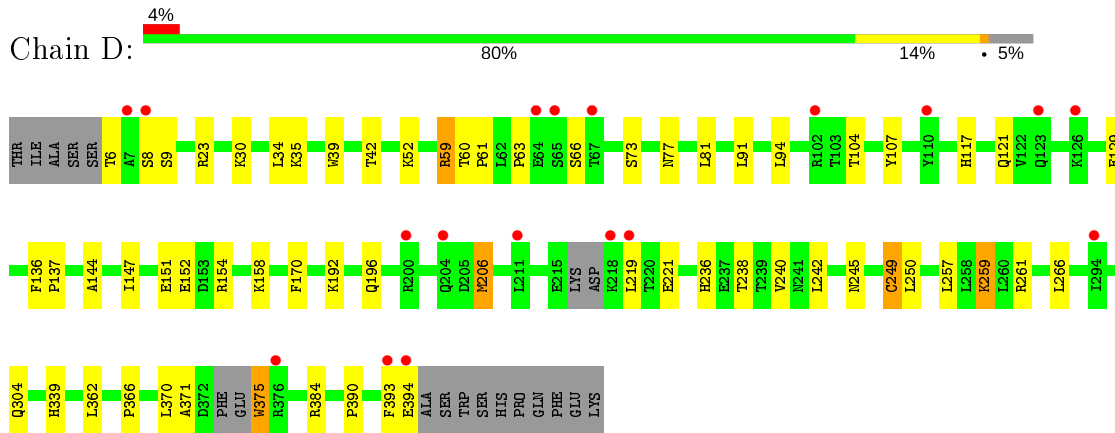 4%
Chain D:
80% 14% • 5%
THR ILE ALA SER SER T6 A7 S8 S9 R23 K30 L34 K35 W39 T42 K52 R59 T60 P61 L62 P63 E64 S65 S66 T67 S73 N77 L81 L91 L94 R102 T103 T104 Y107 Y110 H117 Q121 V122 Q123 K126
F136 P137 A144 I147 E151 E152 D153 R154 K158 F170 K192 Q196 R200 Q204 D205 M206 L211 E215 LYS ASP K218 L219 T220 E221 H236 E237 T238 T239 V240 N241 L242 N245 C249 L250 L257 L258 K259 L260 R261 L266 I294
Q304 H339 L362 P366 L370 A371 D372 PHE GLU W375 R376 R384 P390 F393 E394 ALA SER TRP SER HIS PRO GLN PHE GLU LYS